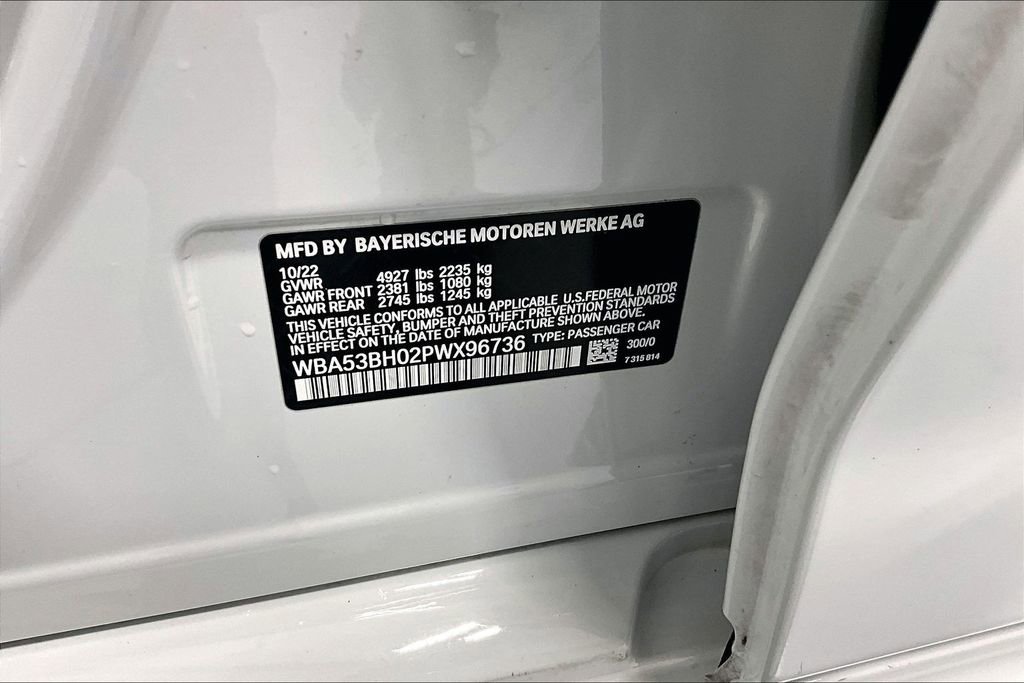 MFD BY BAYERISCHE MOTOREN WERKE AG
10/22
GVWR 4927 lbs 2235 kg
GAWR FRONT 2381 lbs 1080 kg
GAWR REAR 2745 lbs 1245 kg
THIS VEHICLE CONFORMS TO ALL APPLICABLE U.S.FEDERAL MOTOR
VEHICLE SAFETY, BUMPER AND THEFT PREVENTION STANDARDS
IN EFFECT ON THE DATE OF MANUFACTURE SHOWN ABOVE.
WBA53BH02PWX96736 TYPE: PASSENGER CAR
300/0
7 315 814